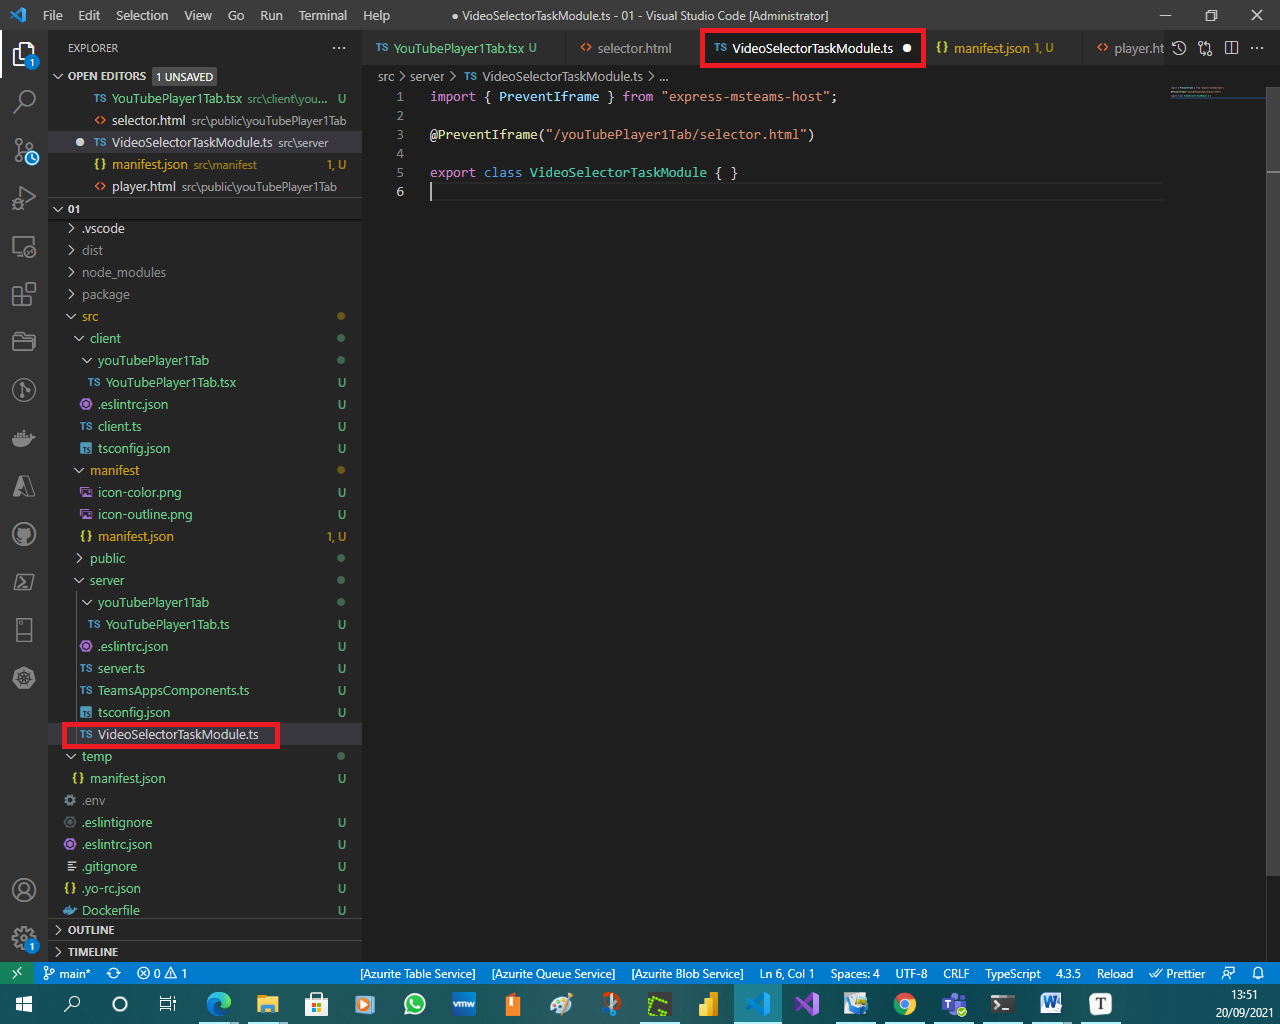 File Edit Selection View Go Run Terminal Help ● VideoSelectorTaskModule.ts - 01 - Visual Studio Code [Administrator]
EXPLORER ···
TS YouTubePlayer1Tab.tsx U
<> selector.html
TS VideoSelectorTaskModule.ts ●
{} manifest.json 1, U
<> player.ht
···
OPEN EDITORS 1 UNSAVED
TS YouTubePlayer1Tab.tsx src\client\you... U
<> selector.html src\public\youTubePlayer1Tab
● TS VideoSelectorTaskModule.ts src\server
{} manifest.json src\manifest 1, U
<> player.html src\public\youTubePlayer1Tab
01
.vscode
dist
node_modules
package
src
client
youTubePlayer1Tab
TS YouTubePlayer1Tab.tsx U
.eslintrc.json U
TS client.ts U
TS tsconfig.json U
manifest
icon-color.png U
icon-outline.png U
{} manifest.json 1, U
public
server
youTubePlayer1Tab
TS YouTubePlayer1Tab.ts U
.eslintrc.json U
TS server.ts U
TS TeamsAppsComponents.ts U
TS tsconfig.json U
TS VideoSelectorTaskModule.ts
temp
{} manifest.json U
.env
.eslintignore U
.eslintrc.json U
.gitignore U
{} .yo-rc.json U
Dockerfile U
OUTLINE
TIMELINE
src > server > TS VideoSelectorTaskModule.ts > ...
1 import { PreventIframe } from "express-msteams-host";
2
3 @PreventIframe("/youTubePlayer1Tab/selector.html")
4
5 export class VideoSelectorTaskModule { }
6
1
1
main* 0 1 [Azurite Table Service] [Azurite Queue Service] [Azurite Blob Service] Ln 6, Col 1 Spaces: 4 UTF-8 CRLF TypeScript 4.3.5 Reload Prettier
vmw W T
13:51
20/09/2021